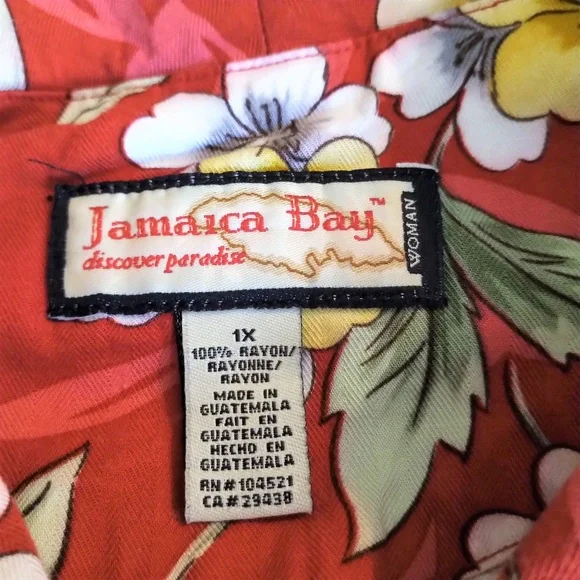 Jamaica Bay™
discover paradise
WOMAN
1X
100% RAYON/
RAYONNE/
RAYON
MADE IN
GUATEMALA
FAIT EN
GUATEMALA
HECHO EN
GUATEMALA
RN# 104521
CA# 29438